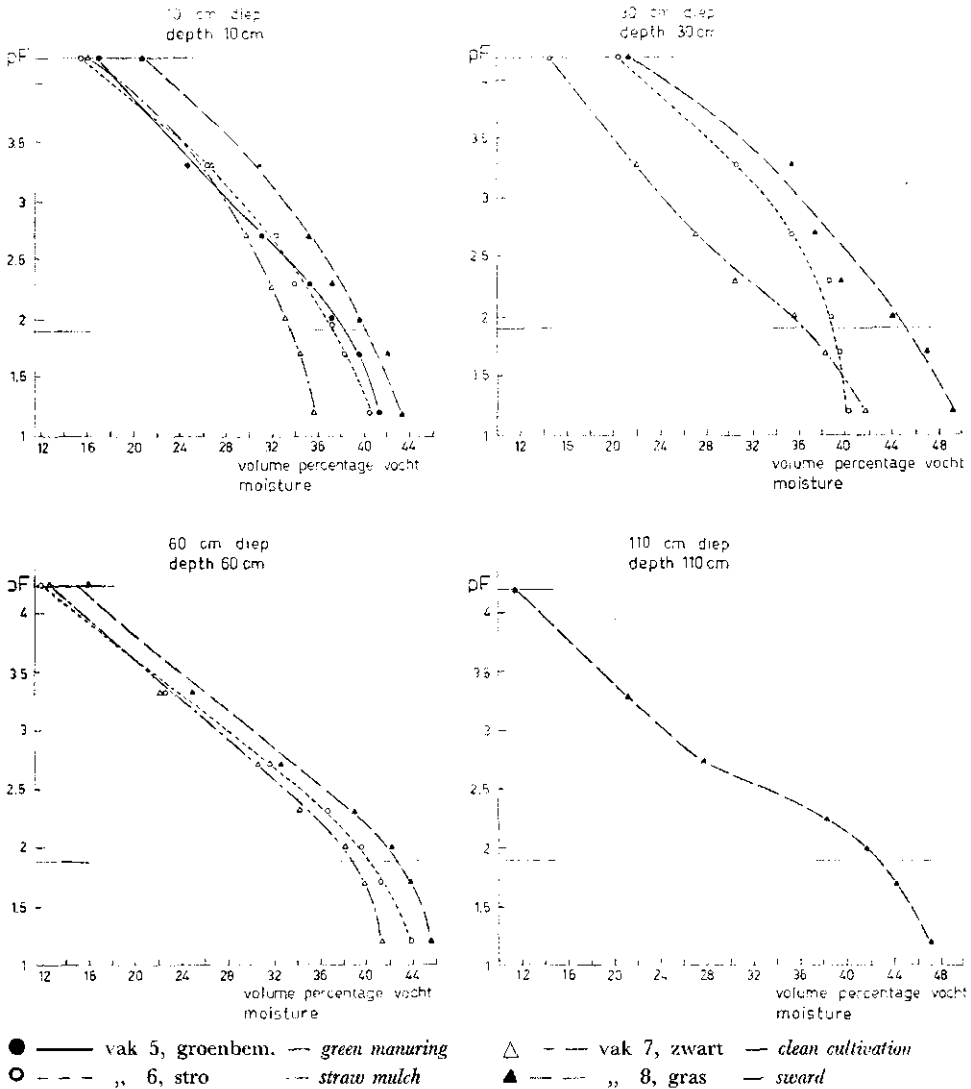 10 cm diep
depth 10 cm
pF
3.5
3
2.5
2
1.5
1
12 16 20 24 28 32 36 40 44
volume percentage vocht
moisture
30 cm diep
depth 30 cm
pF
3.5
3
2.5
2
1.5
1
12 16 20 24 28 32 36 40 44 48
volume percentage vocht
moisture
60 cm diep
depth 60 cm
pF
4
3.5
3
2.5
2
1.5
1
12 16 20 24 28 32 36 40 44
volume percentage vocht
moisture
110 cm diep
depth 110 cm
pF
4
3.5
3
2.5
2
1.5
1
12 16 20 24 28 32 36 40 44 48
volume percentage vocht
moisture
vak 5, groenbem. — green manuring
„ 6, stro — straw mulch
vak 7, zwart — clean cultivation
„ 8, gras — sward